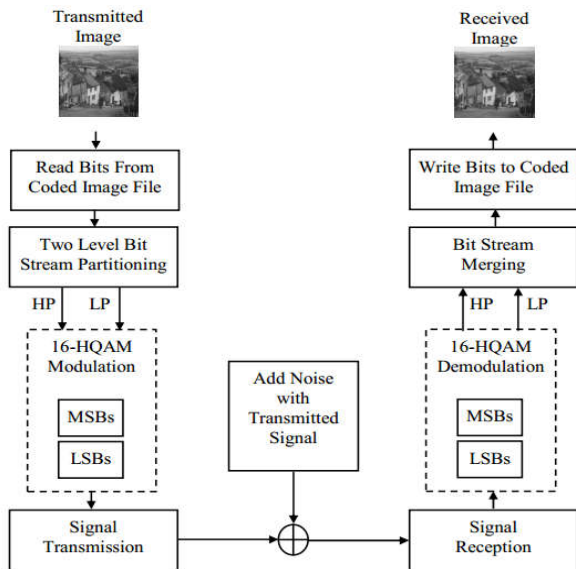 Transmitted
Image
Read Bits From
Coded Image File
Two Level Bit
Stream Partitioning
HP
LP
16-HQAM
Modulation
MSBs
LSBs
Signal
Transmission
Add Noise
with
Transmitted
Signal
Received
Image
Write Bits to Coded
Image File
Bit Stream
Merging
HP
LP
16-HQAM
Demodulation
MSBs
LSBs
Signal
Reception